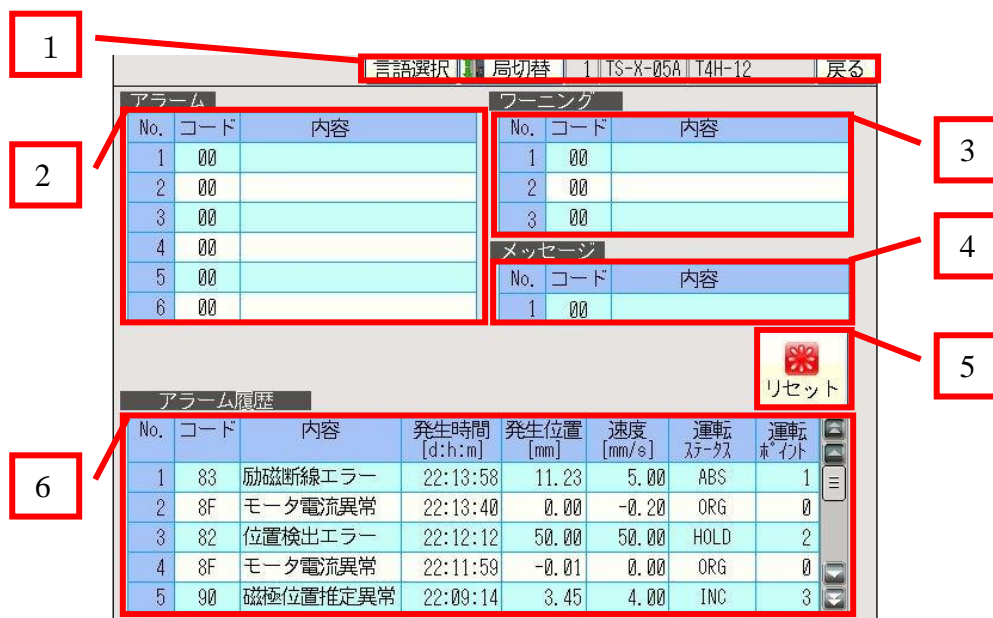 1
言語選択 局切替 1 TS-X-05A T4H-12 戻る
アラーム
No. コード 内容
1 00
2 00
3 00
4 00
5 00
6 00
2
ワーニング
No. コード 内容
1 00
2 00
3 00
3
メッセージ
No. コード 内容
1 00
4
リセット
5
アラーム履歴
No. コード 内容 発生時間 [d:h:m] 発生位置 [mm] 速度 [mm/s] 運転 ステータス 運転 ポイント
1 83 励磁断線エラー 22:13:58 11.23 5.00 ABS 1
2 8F モータ電流異常 22:13:40 0.00 -0.20 ORG 0
3 82 位置検出エラー 22:12:12 50.00 50.00 HOLD 2
4 8F モータ電流異常 22:11:59 -0.01 0.00 ORG 0
5 90 磁極位置推定異常 22:09:14 3.45 4.00 INC 3
6